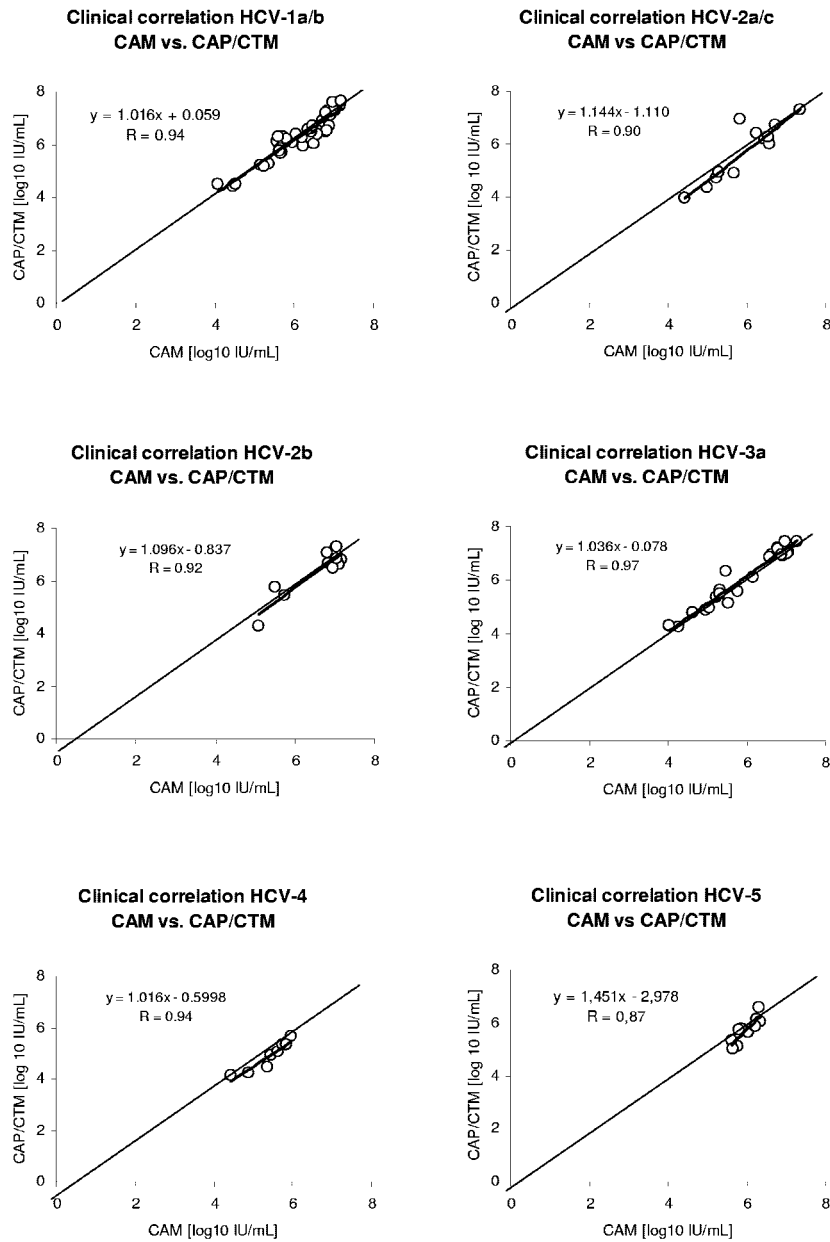 Clinical correlation HCV-1a/b
CAM vs. CAP/CTM
CAP/CTM [log10 IU/mL]
8
6
4
2
0
y = 1.016x + 0.059
R = 0.94
0 2 4 6 8
CAM [log10 IU/mL]
Clinical correlation HCV-2a/c
CAM vs CAP/CTM
CAP/CTM [log10 IU/mL]
8
6
4
2
0
y = 1.144x- 1.110
R = 0.90
0 2 4 6 8
CAM [log10 IU/mL]
Clinical correlation HCV-2b
CAM vs. CAP/CTM
CAP/CTM [log 10 IU/mL]
8
6
4
2
0
y = 1.096x - 0.837
R = 0.92
0 2 4 6 8
CAM [log10 IU/mL]
Clinical correlation HCV-3a
CAM vs. CAP/CTM
CAP/CTM [log 10 IU/mL]
8
6
4
2
0
y = 1.036x - 0.078
R = 0.97
0 2 4 6 8
CAM [log10 IU/mL]
Clinical correlation HCV-4
CAM vs. CAP/CTM
CAP/CTM [log 10 IU/mL]
8
6
4
2
0
y = 1.016x - 0.5998
R = 0.94
0 2 4 6 8
CAM [log10 IU/mL]
Clinical correlation HCV-5
CAM vs CAP/CTM
CAP/CTM [log 10 IU/mL]
8
6
4
2
0
y = 1,451x - 2,978
R = 0,87
0 2 4 6 8
CAM [log10 IU/mL]